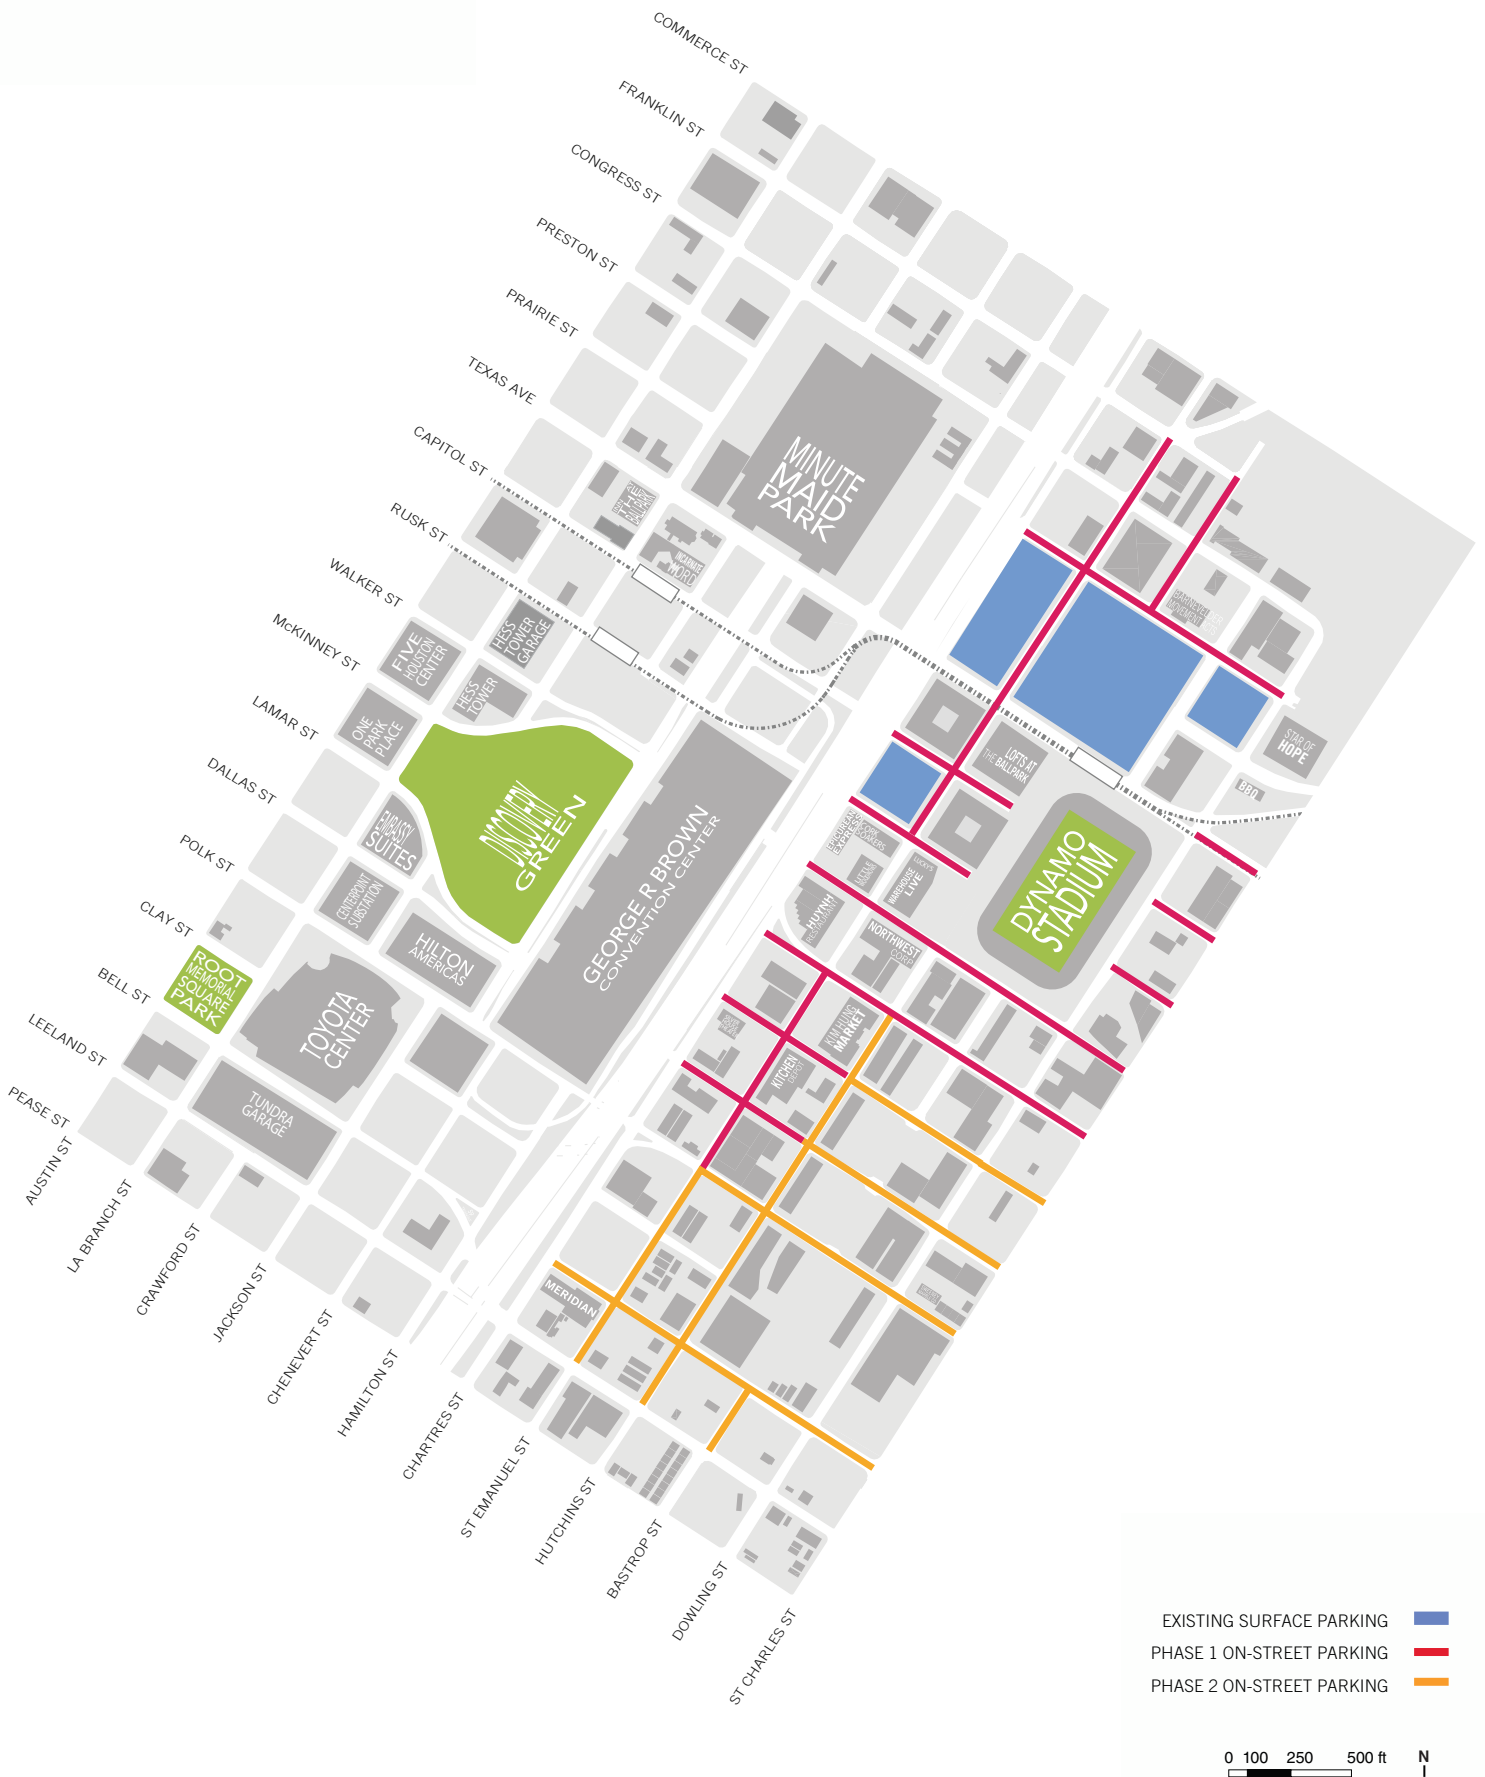 COMMERCE ST
FRANKLIN ST
CONGRESS ST
PRESTON ST
PRAIRIE ST
TEXAS AVE
CAPITOL ST
RUSK ST
WALKER ST
McKINNEY ST
LAMAR ST
DALLAS ST
POLK ST
CLAY ST
BELL ST
LEELAND ST
PEASE ST
AUSTIN ST
LA BRANCH ST
CRAWFORD ST
JACKSON ST
CHENEVERT ST
HAMILTON ST
CHARTRES ST
ST EMANUEL ST
HUTCHINS ST
BASTROP ST
DOWLING ST
ST CHARLES ST
MINUTE
MAID
PARK
THE
BALLPARK
INCARNATE
WORD
HESS
TOWER
GARAGE
FIVE
HOUSTON
CENTER
HESS
TOWER
ONE
PARK
PLACE
DISCOVERY
GREEN
EMBASSY
SUITES
CENTERPOINT
SUBSTATION
HILTON
AMERICAS
GEORGE R BROWN
CONVENTION CENTER
ROOT
MEMORIAL
SQUARE
PARK
TOYOTA
CENTER
TUNDRA
GARAGE
STAR OF
HOPE
BBQ
LOFTS AT
THE BALLPARK
DYNAMO
STADIUM
EPICUREAN
EXPRESS
LUCKY'S
WAREHOUSE
LIVE
HUYNH
RESTAURANT
NORTHWEST
CORP
KIM HUNG
MARKET
KITCHEN
DEPOT
MERIDIAN
EXISTING SURFACE PARKING
PHASE 1 ON-STREET PARKING
PHASE 2 ON-STREET PARKING
0 100 250 500 ft
N